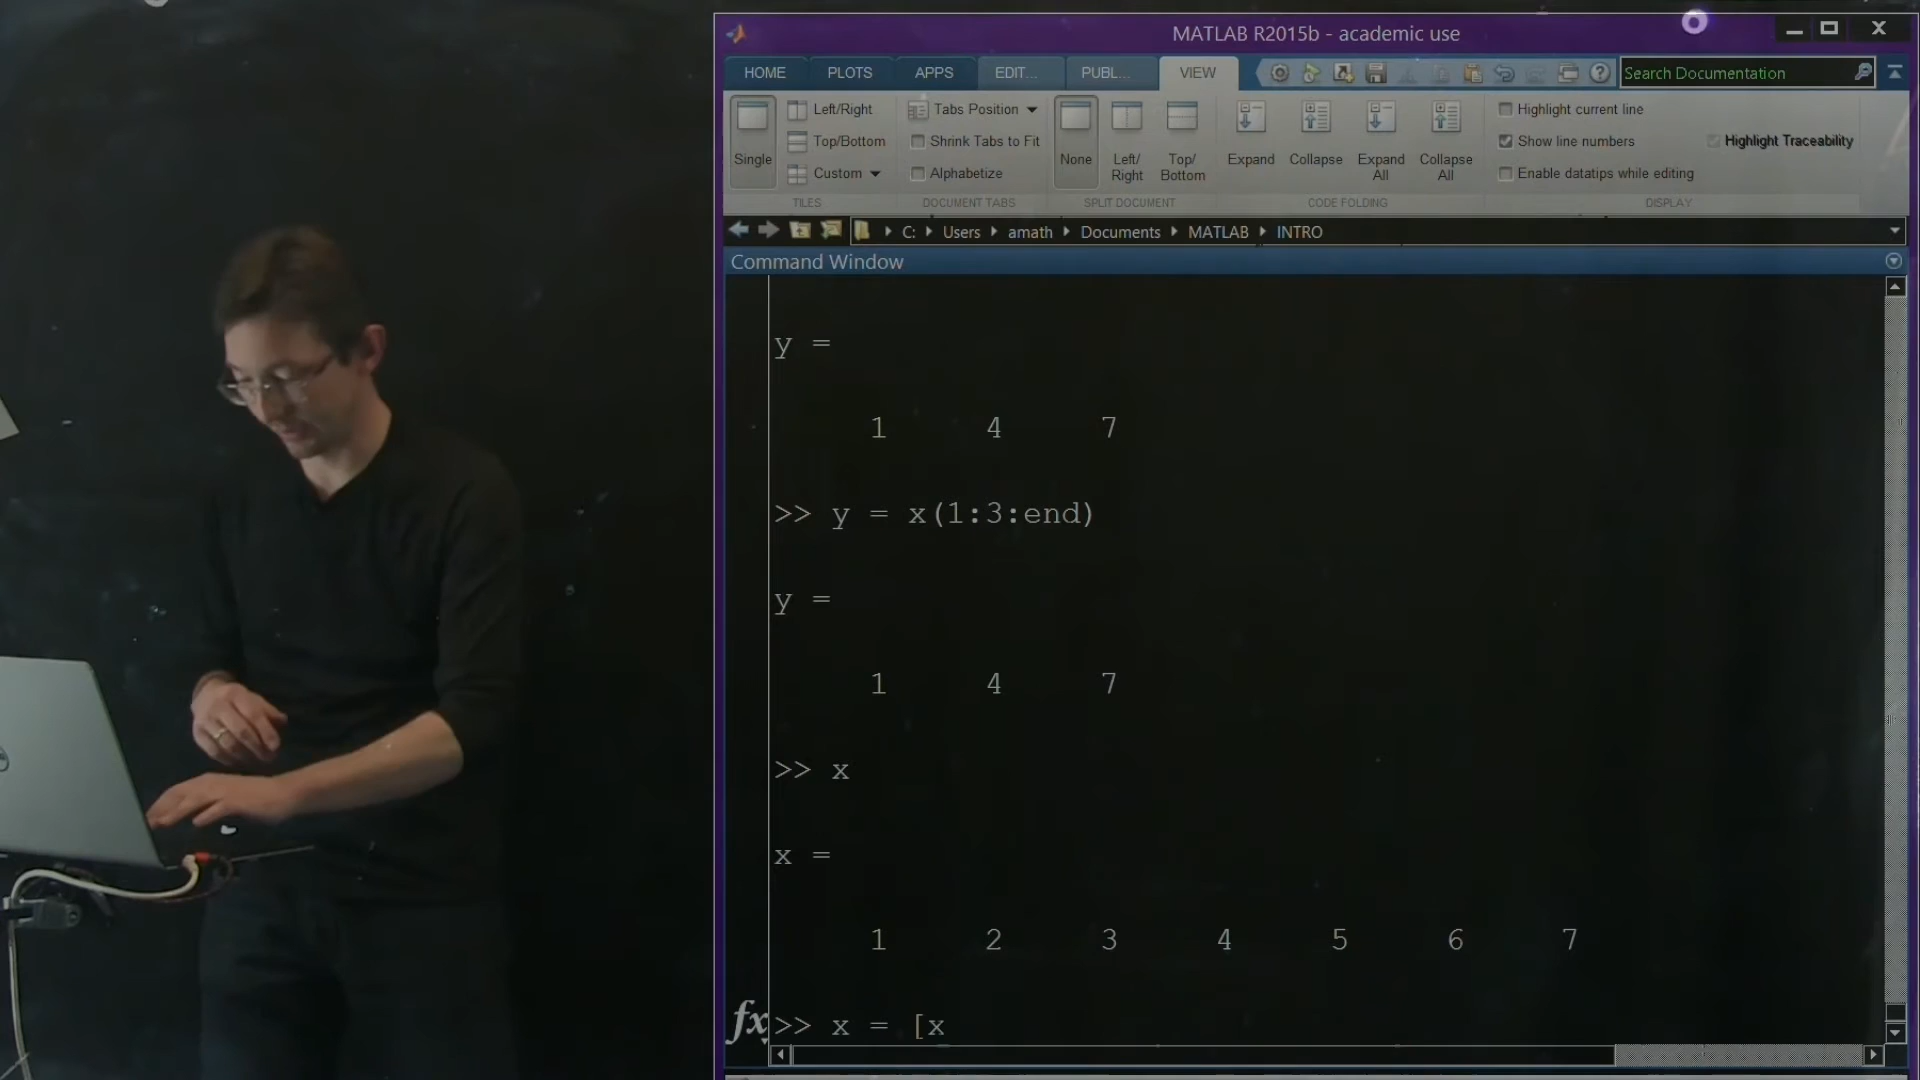 MATLAB R2015b - academic use
HOME PLOTS APPS EDIT... PUBL... VIEW Search Documentation
Single
Left/Right
Top/Bottom
Custom
TILES
Tabs Position
Shrink Tabs to Fit
Alphabetize
DOCUMENT TABS
None
Left/
Right
Top/
Bottom
SPLIT DOCUMENT
Expand
Collapse
Expand
All
Collapse
All
CODE FOLDING
Highlight current line
Show line numbers
Enable datatips while editing
Highlight Traceability
DISPLAY
C: Users amath Documents MATLAB INTRO
Command Window
y =
1 4 7
>> y = x(1:3:end)
y =
1 4 7
>> x
x =
1 2 3 4 5 6 7
fx >> x = [x